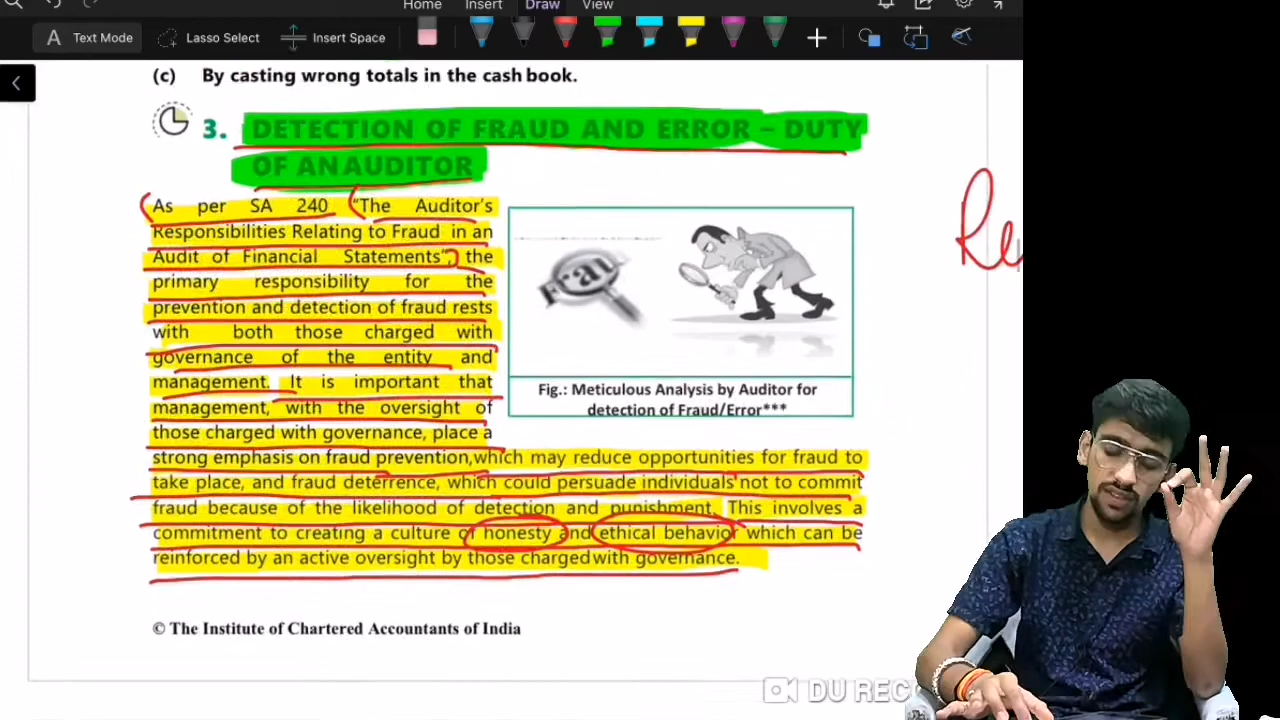 Home Insert Draw View
Text Mode Lasso Select Insert Space
(c) By casting wrong totals in the cash book.
3. DETECTION OF FRAUD AND ERROR – DUTY
OF AN AUDITOR
As per SA 240 “The Auditor’s
Responsibilities Relating to Fraud in an
Audit of Financial Statements”, the
primary responsibility for the
prevention and detection of fraud rests
with both those charged with
governance of the entity and
management. It is important that
management, with the oversight of
those charged with governance, place a
strong emphasis on fraud prevention,which may reduce opportunities for fraud to
take place, and fraud deterrence, which could persuade individuals not to commit
fraud because of the likelihood of detection and punishment. This involves a
commitment to creating a culture of honesty and ethical behavior which can be
reinforced by an active oversight by those charged with governance.
Frau
Fig.: Meticulous Analysis by Auditor for
detection of Fraud/Error***
Re
© The Institute of Chartered Accountants of India
DU REC